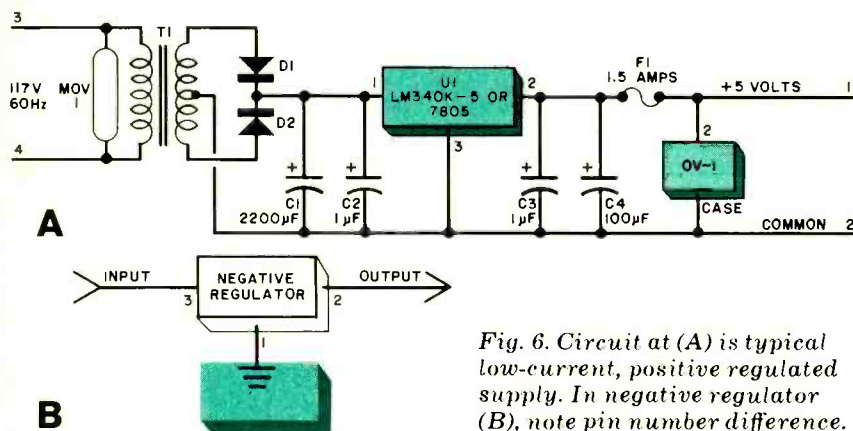 3
T1
D1
117V
60Hz
MOV
1
D2
4
1
U1
LM340K-5 OR
7805
2
3
F1
1.5 AMPS
+5 VOLTS
1
2
OV-1
CASE
+
C1
2200µF
+
C2
1µF
+
C3
1µF
+
C4
100µF
COMMON
2
A
INPUT
3
NEGATIVE
REGULATOR
2
OUTPUT
1
B
Fig. 6. Circuit at (A) is typical
low-current, positive regulated
supply. In negative regulator
(B), note pin number difference.